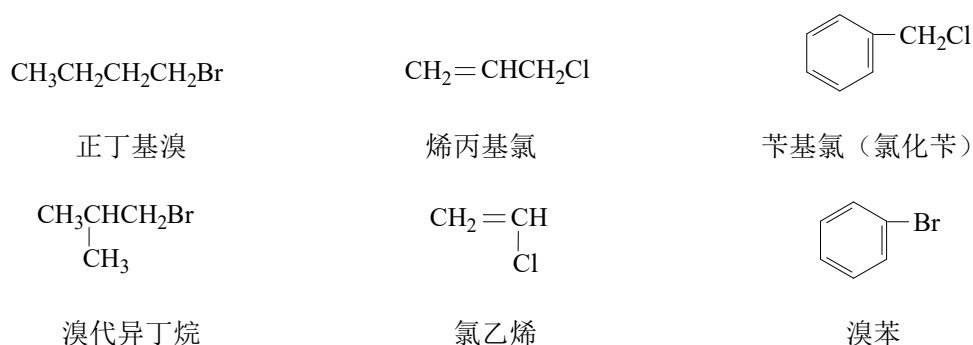 CH3CH2CH2CH2Br
CH2=CHCH2Cl
CH2Cl
正丁基溴
烯丙基氯
苄基氯（氯化苄）
CH3CHCH2Br
CH3
CH2=CH
Cl
Br
溴代异丁烷
氯乙烯
溴苯